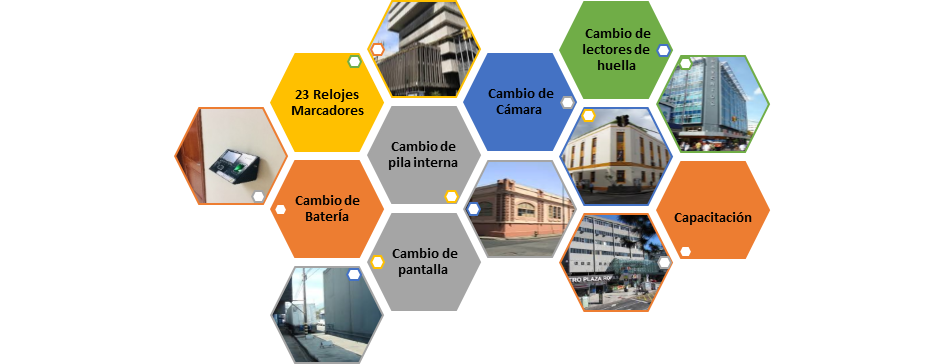 23 Relojes
Marcadores
Cambio de
Batería
Cambio de
pila interna
Cambio de
pantalla
Cambio de
Cámara
Cambio de
lectores de
huella
Capacitación